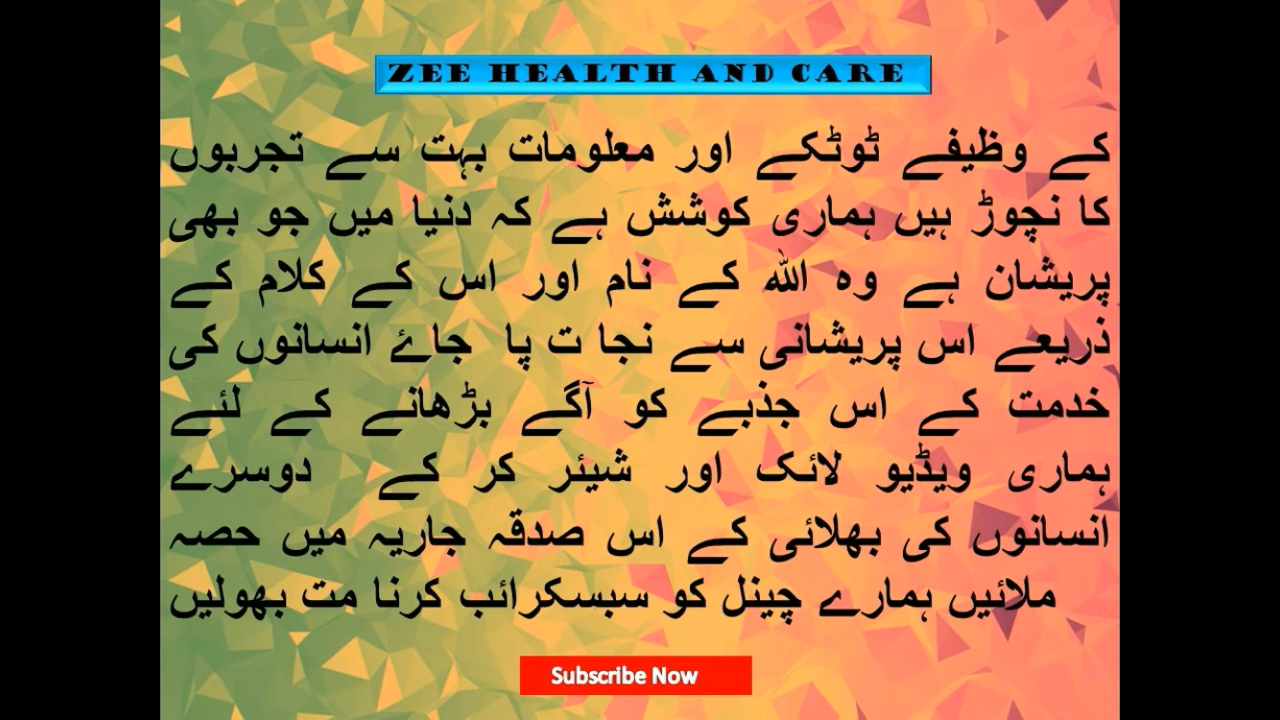 ZEE HEALTH AND CARE
کے وظیفے ٹوٹکے اور معلومات بہت سے تجربوں
کا نچوڑ ہیں ہماری کوشش ہے کہ دنیا میں جو بھی
پریشان ہے وہ الله کے نام اور اس کے کلام کے
ذریعے اس پریشانی سے نجا ت پا جاۓ انسانوں کی
خدمت کے اس جذبے کو آگے بڑھانے کے لئے
ہماری ویڈیو لائک اور شیئر کر کے دوسرے
انسانوں کی بھلائی کے اس صدقہ جاریہ میں حصہ
ملائیں ہمارے چینل کو سبسکرائب کرنا مت بھولیں
Subscribe Now